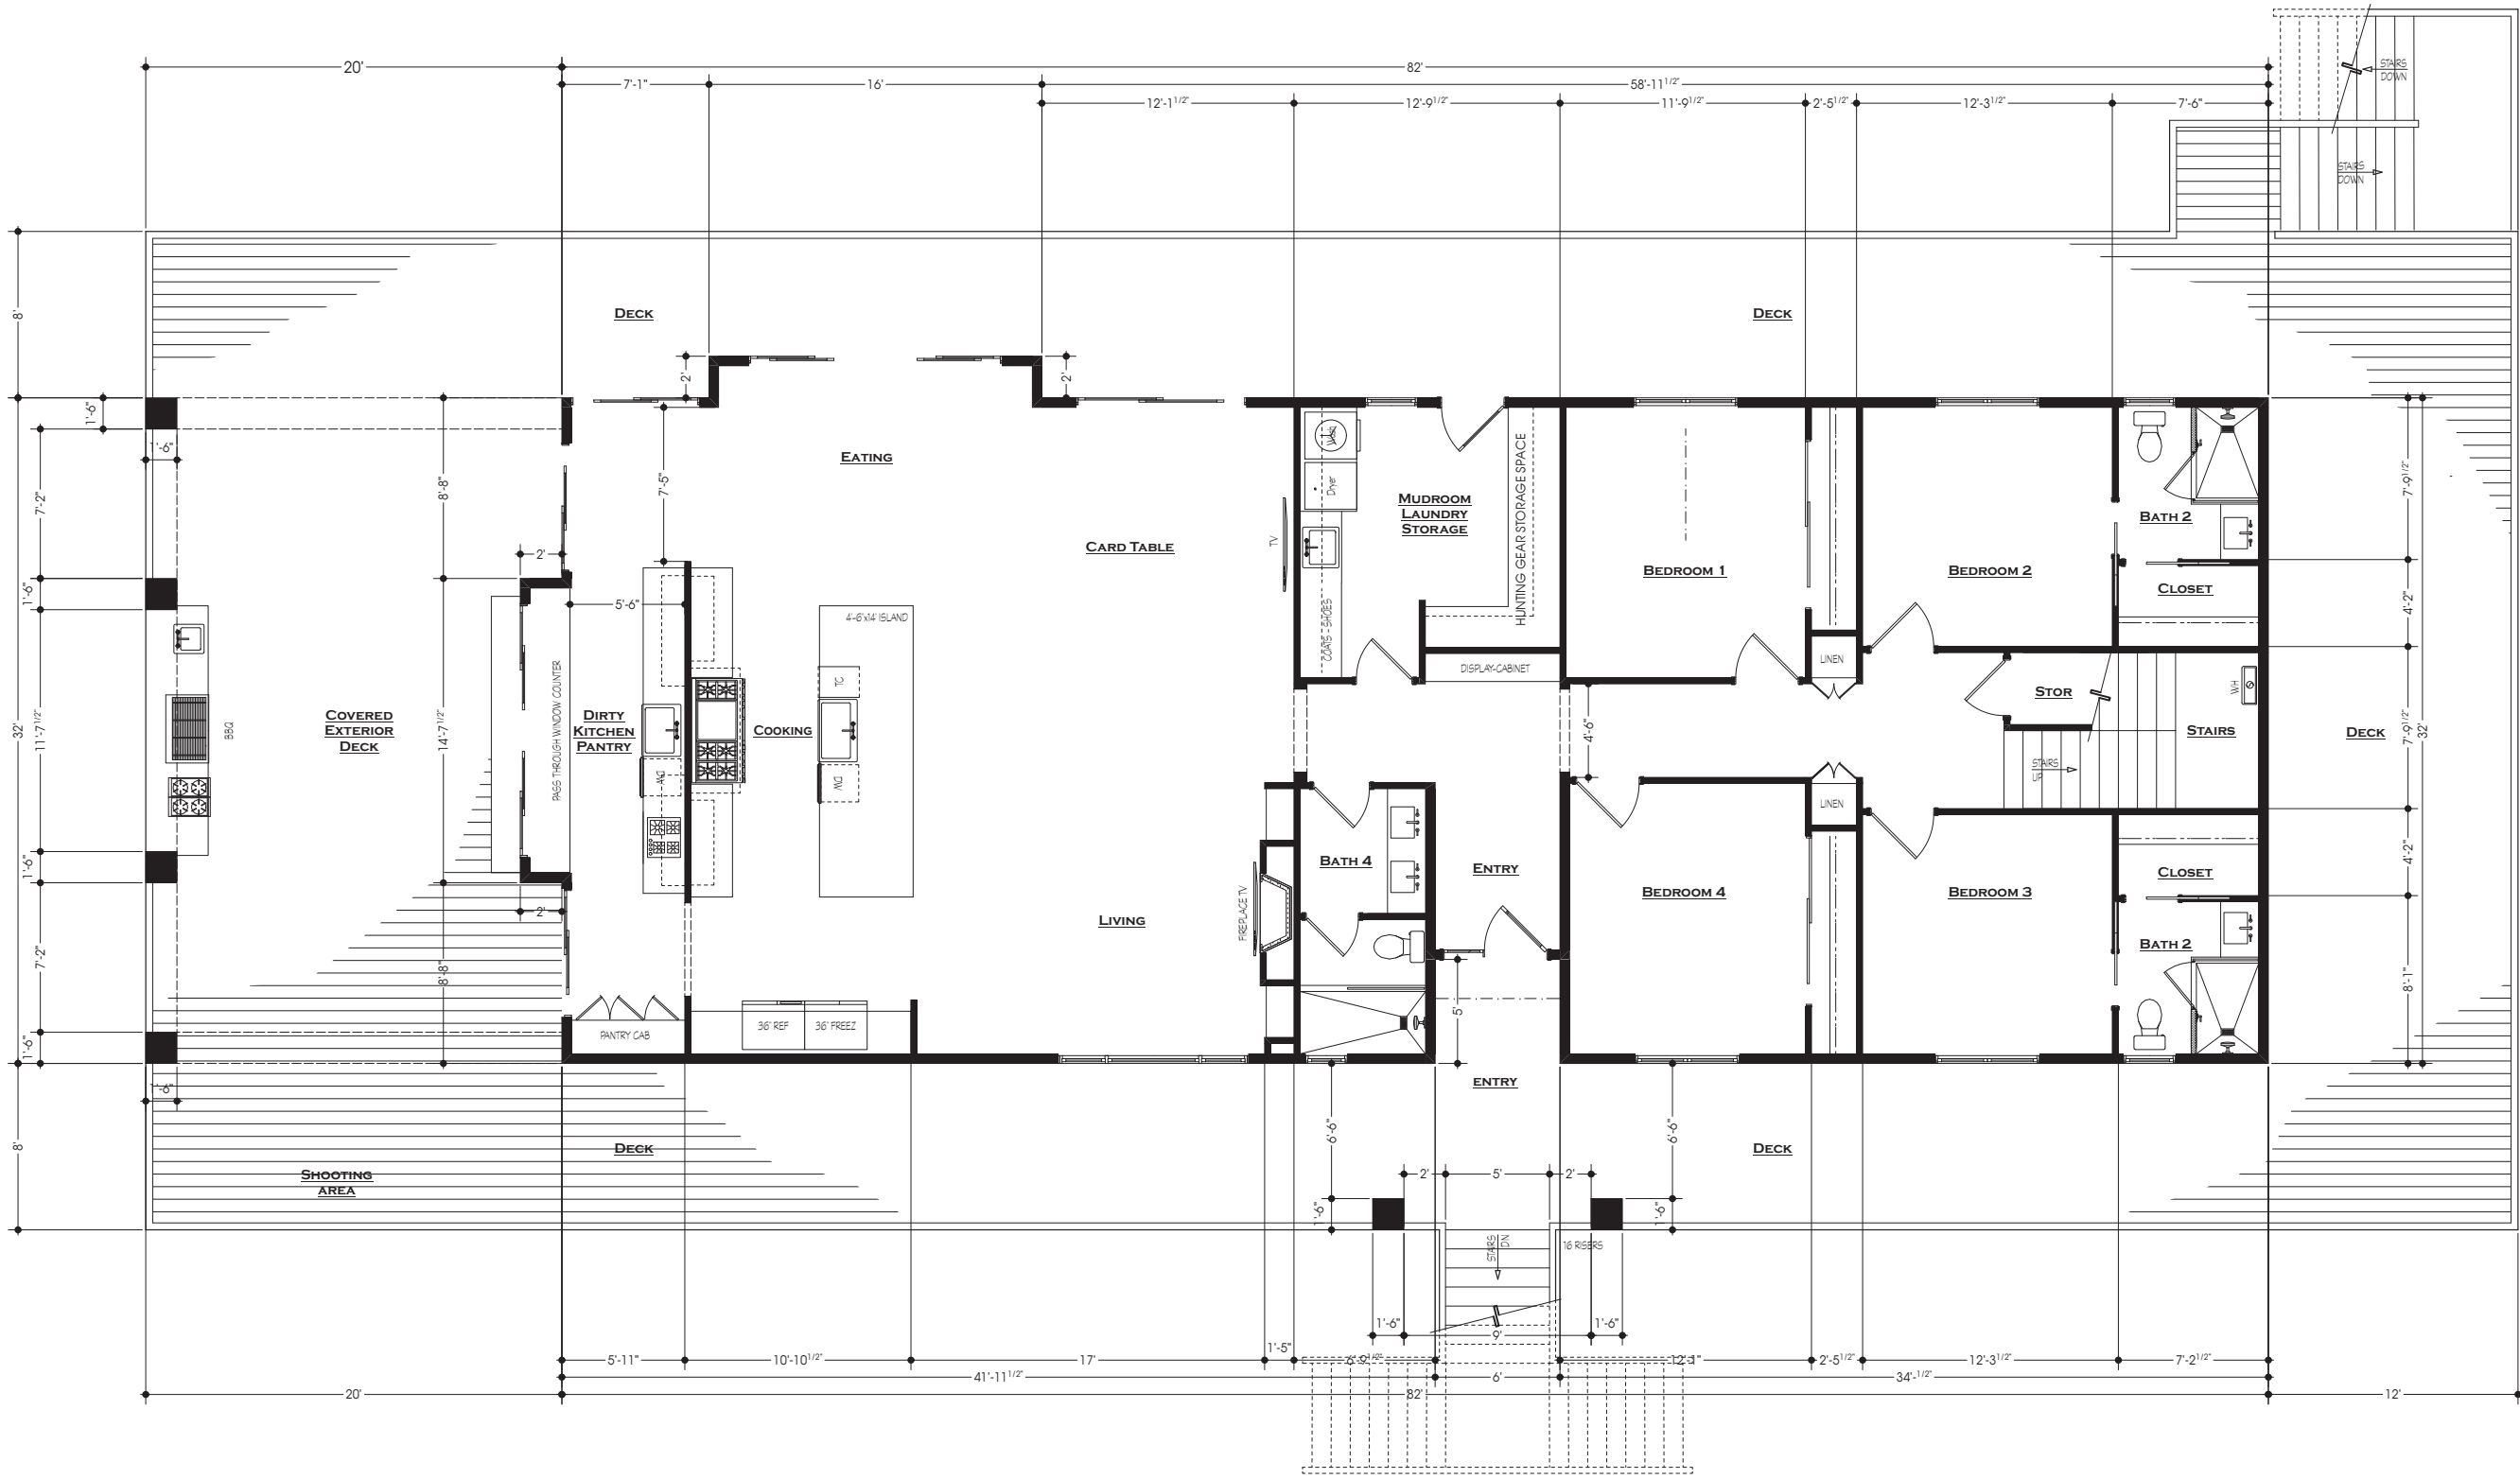 20'
82'
7'-1"
16'
58'-11 1/2"
12'-1 1/2"
12'-9 1/2"
11'-9 1/2"
2'-5 1/2"
12'-3 1/2"
7'-6"
STAIRS
DOWN
STAIRS
DOWN
8'
DECK
DECK
2'
2'
1'-6"
1'-6"
7'-2"
8'-8"
7'-5"
EATING
CARD TABLE
TV
Wash
Dryer
MUDROOM
LAUNDRY
STORAGE
HUNTING GEAR STORAGE SPACE
COATS - SHOES
BEDROOM 1
BEDROOM 2
BATH 2
CLOSET
7'-9 1/2"
4'-2"
2'
5'-6"
1'-6"
4'-6"x14' ISLAND
DISPLAY-CABINET
LINEN
STOR
WH
STAIRS
STAIRS
UP
DECK
7'-9 1/2"
32'
32'
11'-7 1/2"
BBQ
COVERED
EXTERIOR
DECK
14'-7 1/2"
PASS THROUGH WINDOW COUNTER
DIRTY
KITCHEN
PANTRY
DW
COOKING
TC
DW
4'-6"
LINEN
1'-6"
2'
BATH 4
ENTRY
BEDROOM 4
BEDROOM 3
CLOSET
4'-2"
BATH 2
8'-1"
FIREPLACE TV
LIVING
7'-2"
8'-8"
1'-6"
1'-6"
PANTRY CAB
36" REF
36" FREEZ
5'
ENTRY
8'
DECK
SHOOTING
AREA
6'-6"
1'-6"
2'
5'
2'
6'-6"
1'-6"
DECK
STAIRS
DN
16 RISERS
1'-6"
9'
1'-6"
5'-11"
10'-10 1/2"
17'
1'-5"
6'-9 1/2"
12'-1"
2'-5 1/2"
12'-3 1/2"
7'-2 1/2"
41'-11 1/2"
6'
34'-1/2"
20'
82'
12'